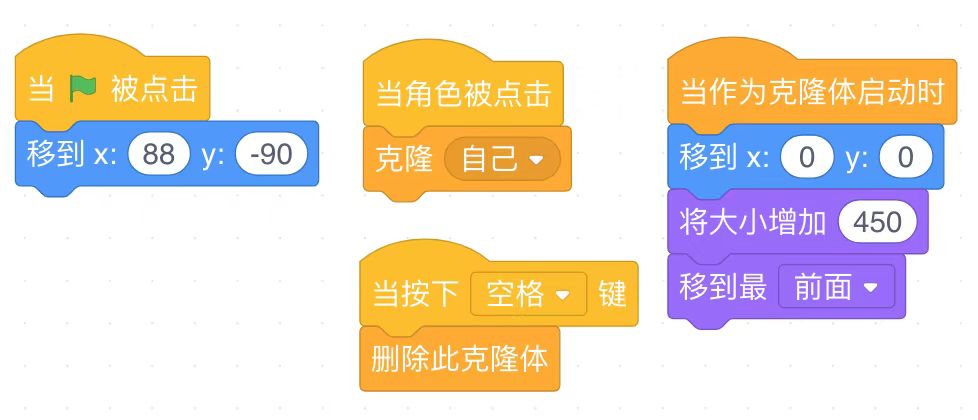 当 被点击
移到 x: 88 y: -90
当角色被点击
克隆 自己
当按下 空格 键
删除此克隆体
当作为克隆体启动时
移到 x: 0 y: 0
将大小增加 450
移到最 前面